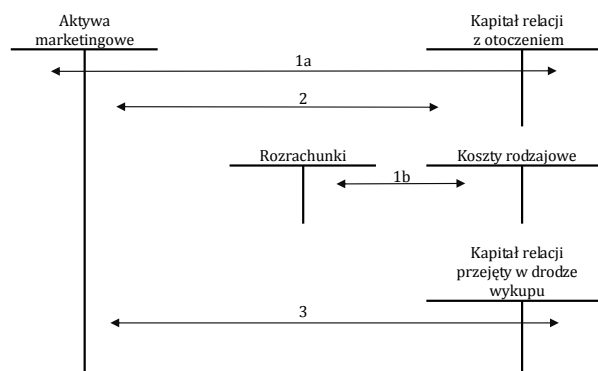 Aktywa
marketingowe
Kapitał relacji
z otoczeniem
1a
2
Rozrachunki
Koszty rodzajowe
1b
Kapitał relacji
przejęty w drodze
wykupu
3